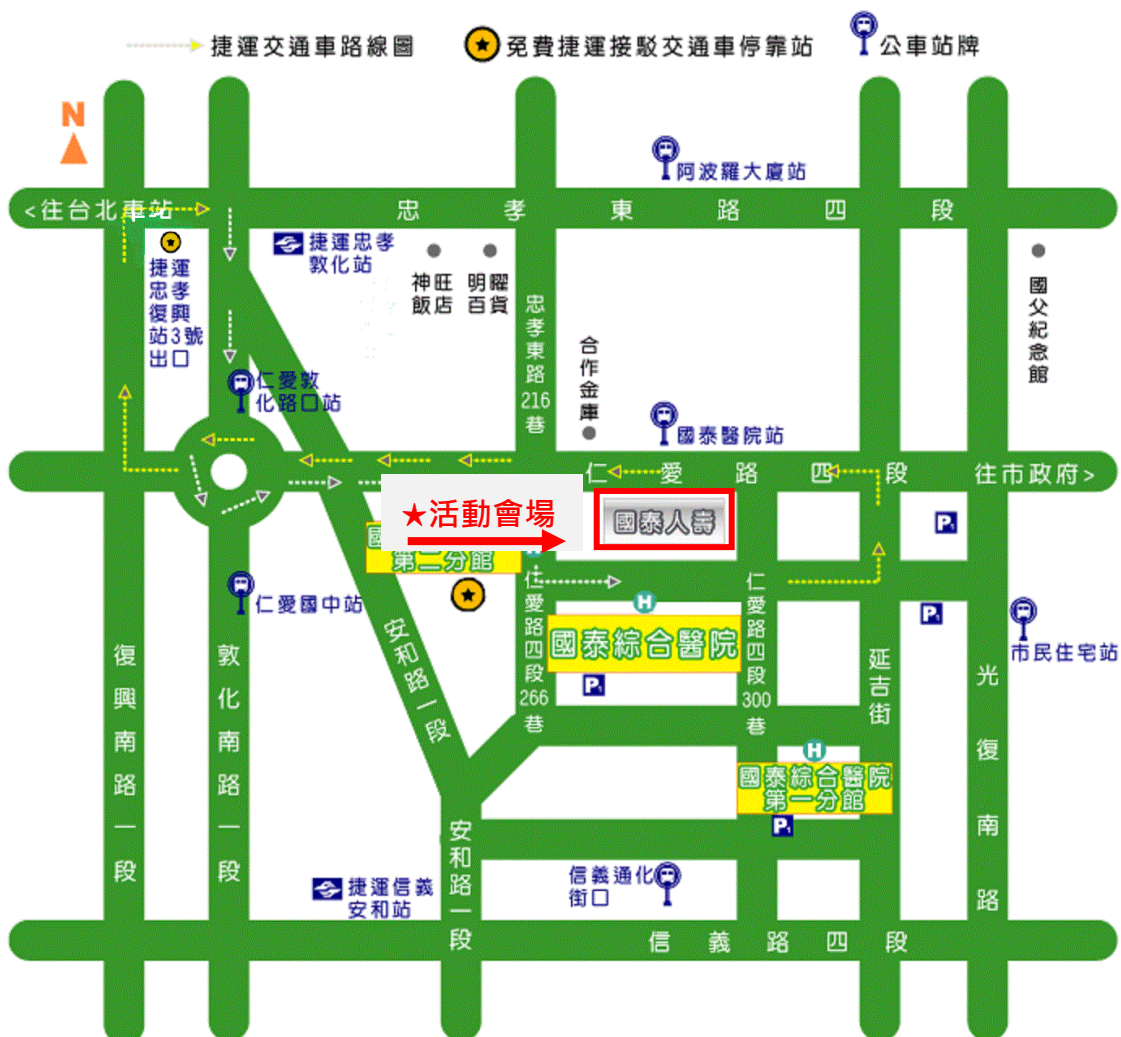 捷運交通車路線圖
免費捷運接駁交通車停靠站
公車站牌
N
阿波羅大廈站
<往台北車站
忠孝東路四段
捷運忠孝
敦化站
捷運
忠孝
復興
站3號
出口
神旺
飯店
明曜
百貨
忠孝東路216巷
合作金庫
國父紀念館
仁愛敦
化路口站
國泰醫院站
仁愛路四段
往市政府>
★活動會場
國泰人壽
P1
國
第二分館
H
仁愛國中站
仁愛路四段266巷
H
國泰綜合醫院
P1
仁愛路四段300巷
P1
市民住宅站
復興南路一段
敦化南路一段
安和路一段
延吉街
光復南路
H
國泰綜合醫院
第一分館
P1
安和路一段
捷運信義
安和站
信義通化
街口
信義路四段